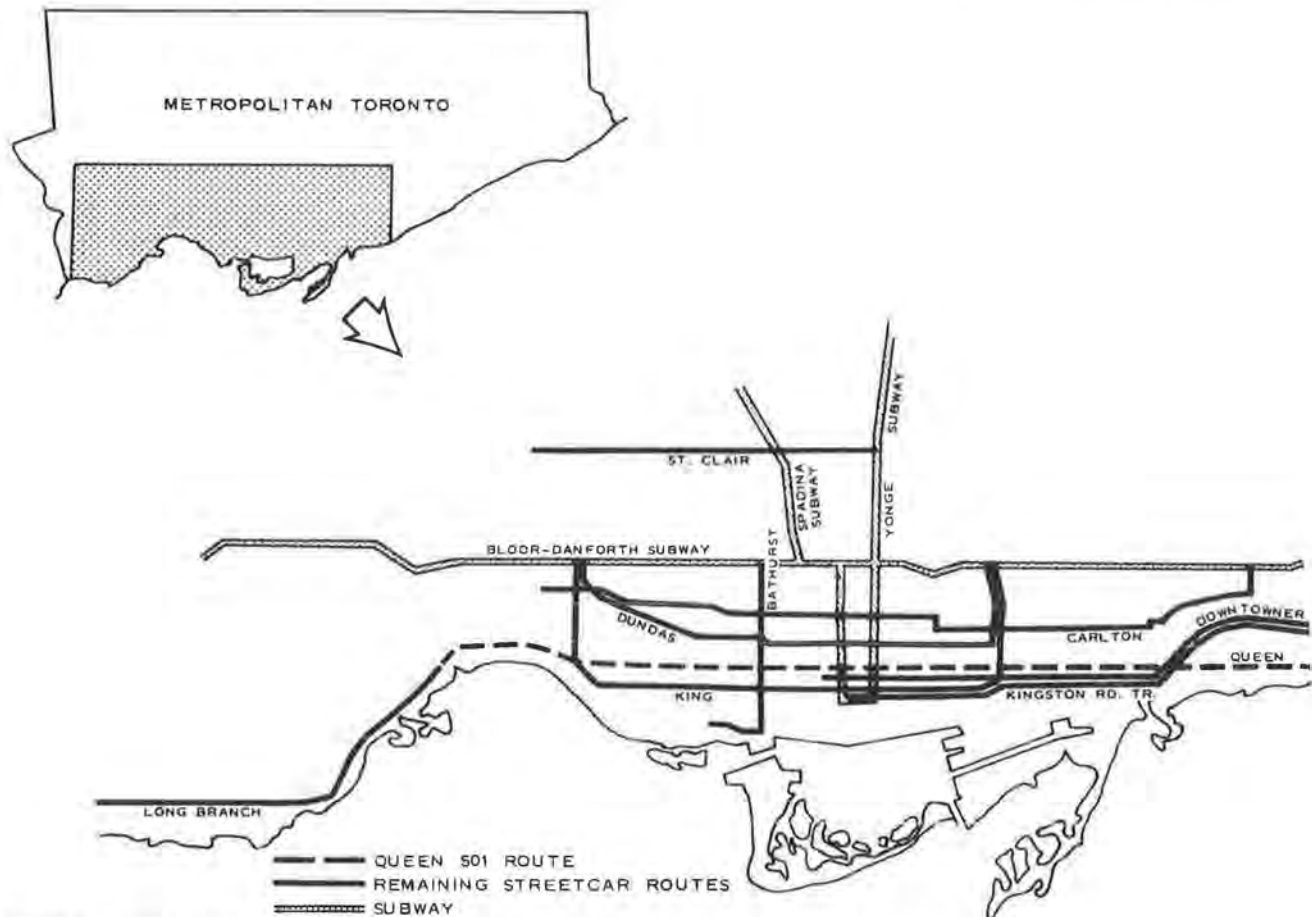 METROPOLITAN TORONTO
ST. CLAIR
SPADINA
SUBWAY
YONGE
SUBWAY
BLOOR-DANFORTH SUBWAY
BATHURST
DUNDAS
CARLTON
DOWNTOWNER
QUEEN
KING
KINGSTON RD. TR.
LONG BRANCH
QUEEN 501 ROUTE
REMAINING STREETCAR ROUTES
SUBWAY